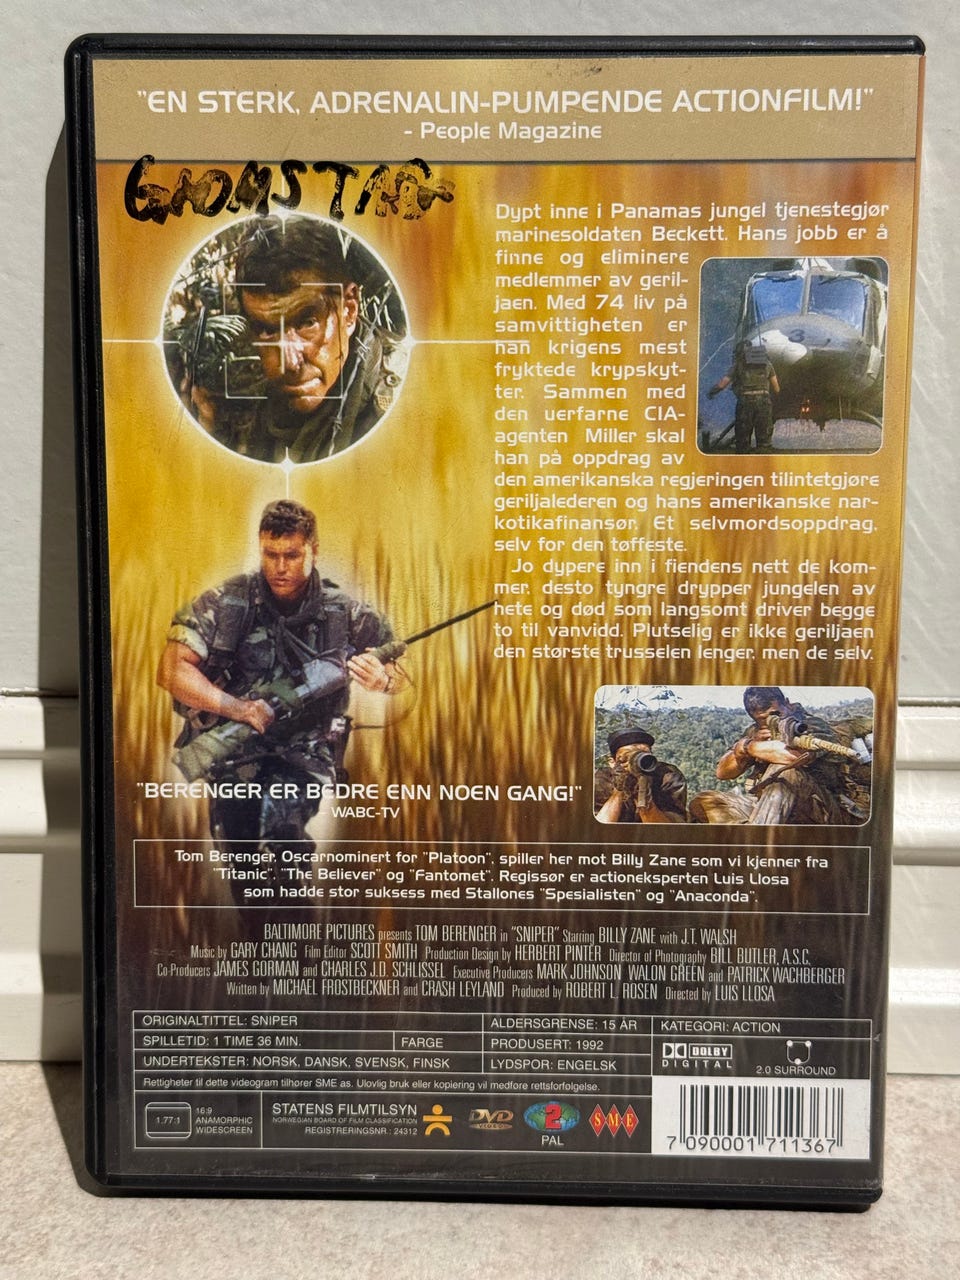 "EN STERK, ADRENALIN-PUMPENDE ACTIONFILM!"
- People Magazine
Dypt inne i Panamas jungel tjenestegjør
marinesoldaten Beckett. Hans jobb er å
finne og eliminere
medlemmer av geril-
jaen. Med 74 liv på
samvittigheten er
han krigens mest
fryktede krypskyt-
ter. Sammen med
den uerfarne CIA-
agenten Miller skal
han på oppdrag av
den amerikanska regjeringen tilintetgjøre
geriljalederen og hans amerikanske nar-
kotikafinansør. Et selvmordsoppdrag,
selv for den tøffeste.
Jo dypere inn i fiendens nett de kom-
mer, desto tyngre drypper jungelen av
hete og død som langsomt driver begge
to til vanvidd. Plutselig er ikke geriljaen
den største trusselen lenger, men de selv.
"BERENGER ER BEDRE ENN NOEN GANG!"
- WABC-TV
Tom Berenger, Oscarnominert for "Platoon", spiller her mot Billy Zane som vi kjenner fra
"Titanic", "The Believer" og "Fantomet". Regissør er actioneksperten Luis Llosa
som hadde stor suksess med Stallones "Spesialisten" og "Anaconda".
BALTIMORE PICTURES presents TOM BERENGER in "SNIPER" Starring BILLY ZANE with J.T. WALSH
Music by GARY CHANG Film Editor SCOTT SMITH Production Design by HERBERT PINTER Director of Photography BILL BUTLER, A.S.C.
Co-Producers JAMES GORMAN and CHARLES J.D. SCHLISSEL Executive Producers MARK JOHNSON WALON GREEN and PATRICK WACHBERGER
Written by MICHAEL FROSTBECKNER and CRASH LEYLAND Produced by ROBERT L. ROSEN Directed by LUIS LLOSA
ORIGINALTITTEL: SNIPER
ALDERSGRENSE: 15 ÅR
KATEGORI: ACTION
SPILLETID: 1 TIME 36 MIN.
FARGE
PRODUSERT: 1992
UNDERTEKSTER: NORSK, DANSK, SVENSK, FINSK
LYDSPOR: ENGELSK
DOLBY
DIGITAL
2.0 SURROUND
Rettigheter til dette videogram tilhører SME as. Ulovlig bruk eller kopiering vil medføre rettsforfølgelse.
1.77:1
16:9
ANAMORPHIC
WIDESCREEN
STATENS FILMTILSYN
NORWEGIAN BOARD OF FILM CLASSIFICATION
REGISTRERINGSNR.: 24312
DVD
VIDEO
2
PAL
SME
7 090001 711367